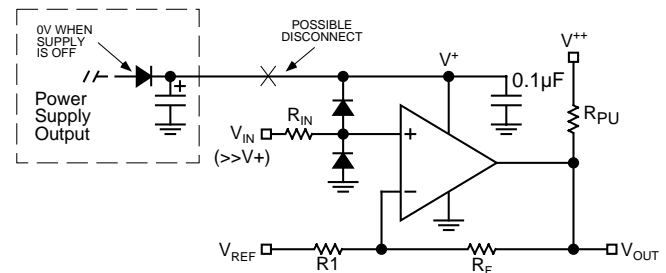 0V WHEN
SUPPLY
IS OFF
POSSIBLE
DISCONNECT
V++
V+
+
0.1µF
Power
Supply
Output
RIN
RPU
VIN
(>>V+)
+
−
VREF
R1
RF
VOUT